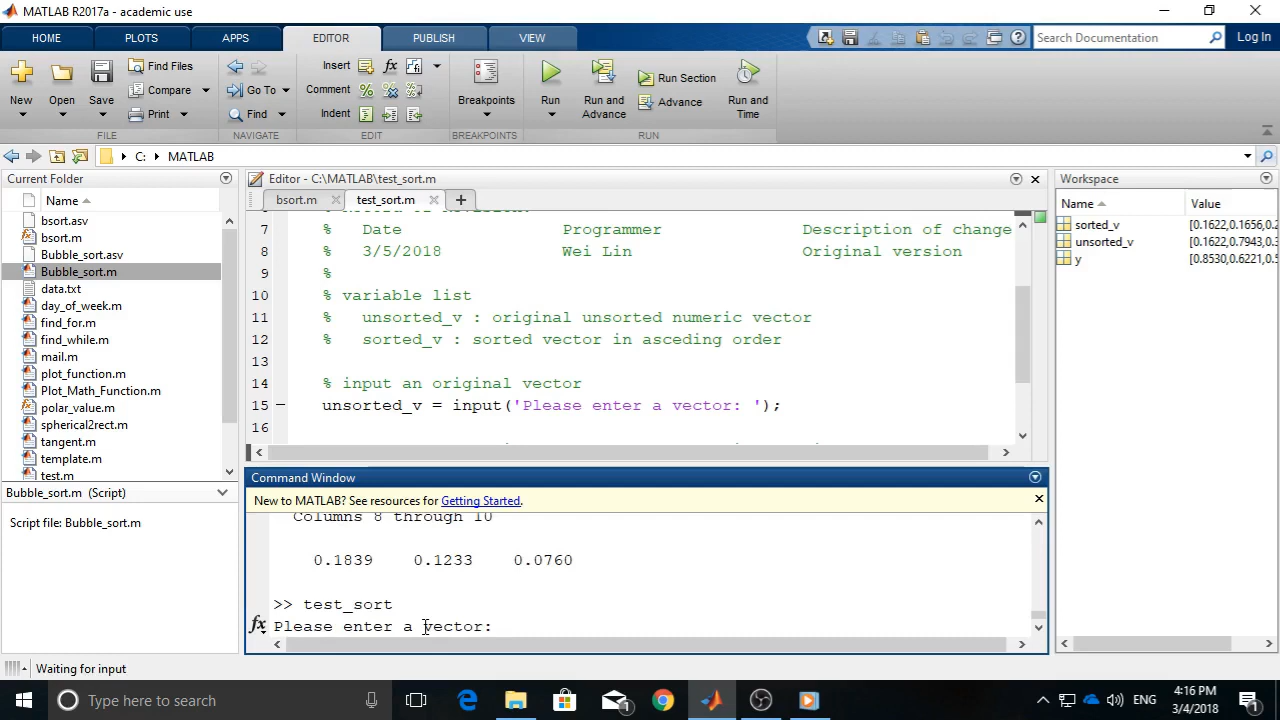 MATLAB R2017a - academic use
HOME PLOTS APPS EDITOR PUBLISH VIEW Search Documentation Log In
New Open Save Find Files Compare Print
Go To Find
Insert fx Comment % Indent
Breakpoints
Run Run and Advance Run Section Advance Run and Time
FILE NAVIGATE EDIT BREAKPOINTS RUN
C: MATLAB
Current Folder
Name
bsort.asv
bsort.m
Bubble_sort.asv
Bubble_sort.m
data.txt
day_of_week.m
find_for.m
find_while.m
mail.m
plot_function.m
Plot_Math_Function.m
polar_value.m
spherical2rect.m
tangent.m
template.m
test.m
Bubble_sort.m (Script)
Script file: Bubble_sort.m
Editor - C:\MATLAB\test_sort.m
bsort.m test_sort.m
7 % Date Programmer Description of change
8 % 3/5/2018 Wei Lin Original version
9 %
10 % variable list
11 % unsorted_v : original unsorted numeric vector
12 % sorted_v : sorted vector in asceding order
13
14 % input an original vector
15 unsorted_v = input('Please enter a vector: ');
16
Command Window
New to MATLAB? See resources for Getting Started.
Columns 8 through 10
0.1839 0.1233 0.0760
>> test_sort
fx Please enter a vector:
Workspace
Name Value
sorted_v [0.1622,0.1656,0.2
unsorted_v [0.1622,0.7943,0.3
y [0.8530,0.6221,0.5
Waiting for input
Type here to search
1
ENG
4:16 PM
3/4/2018
1